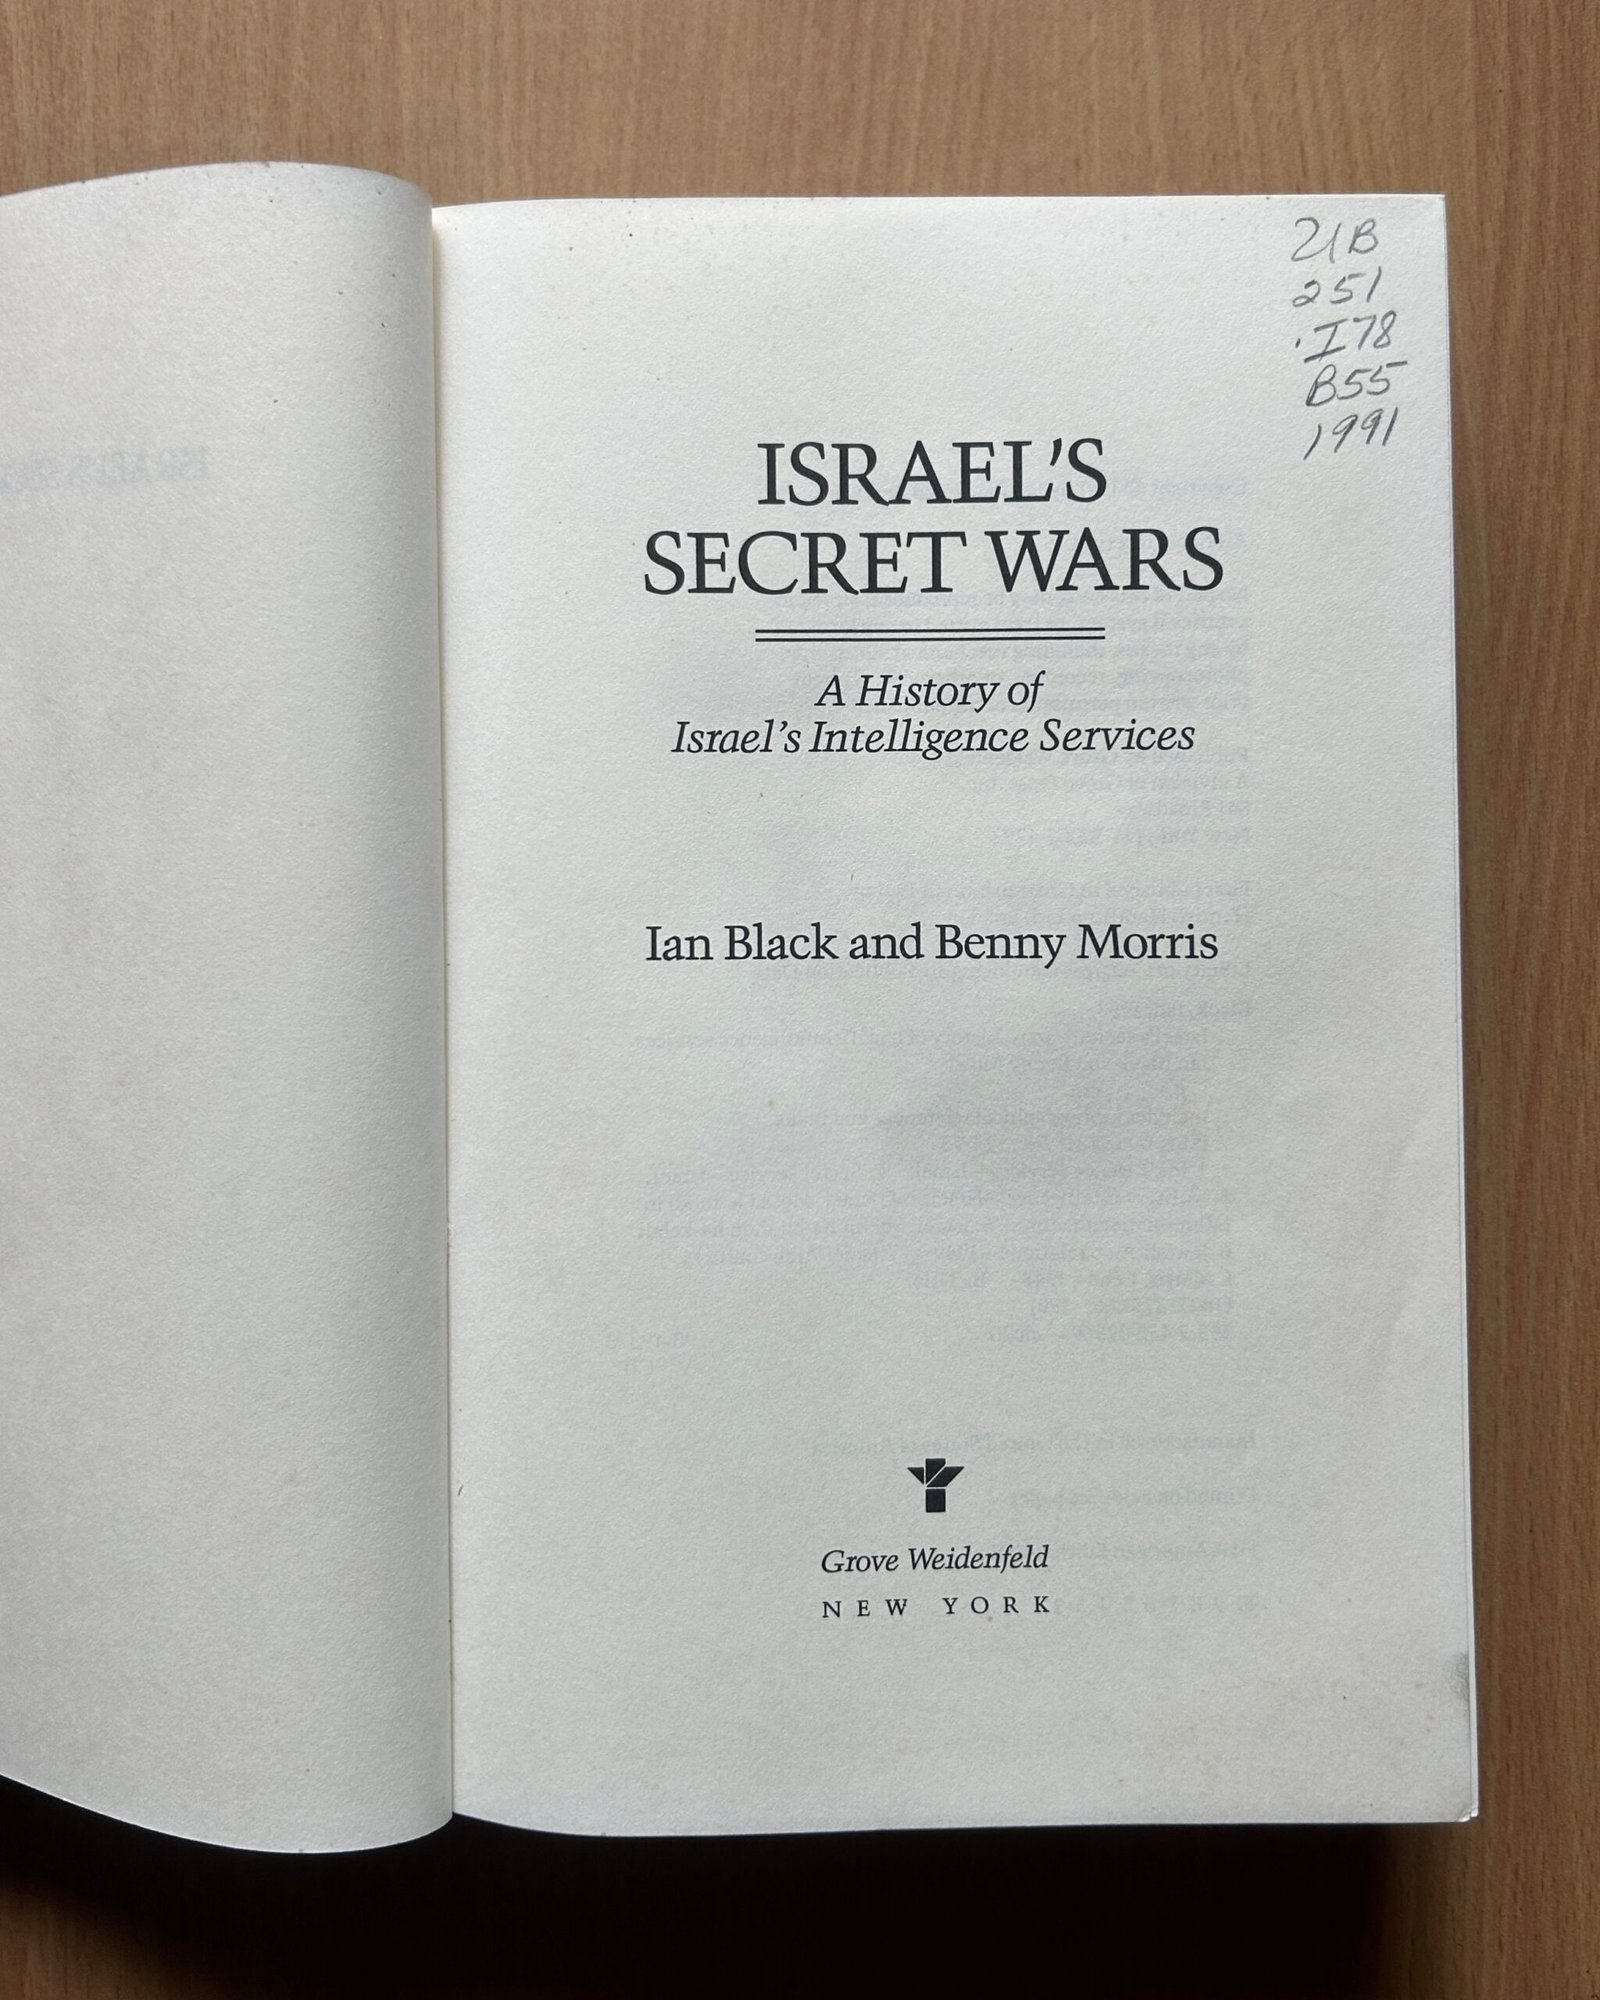 21B
251
.I78
B55
1991
ISRAEL'S
SECRET WARS
A History of
Israel's Intelligence Services
Ian Black and Benny Morris
Grove Weidenfeld
NEW YORK